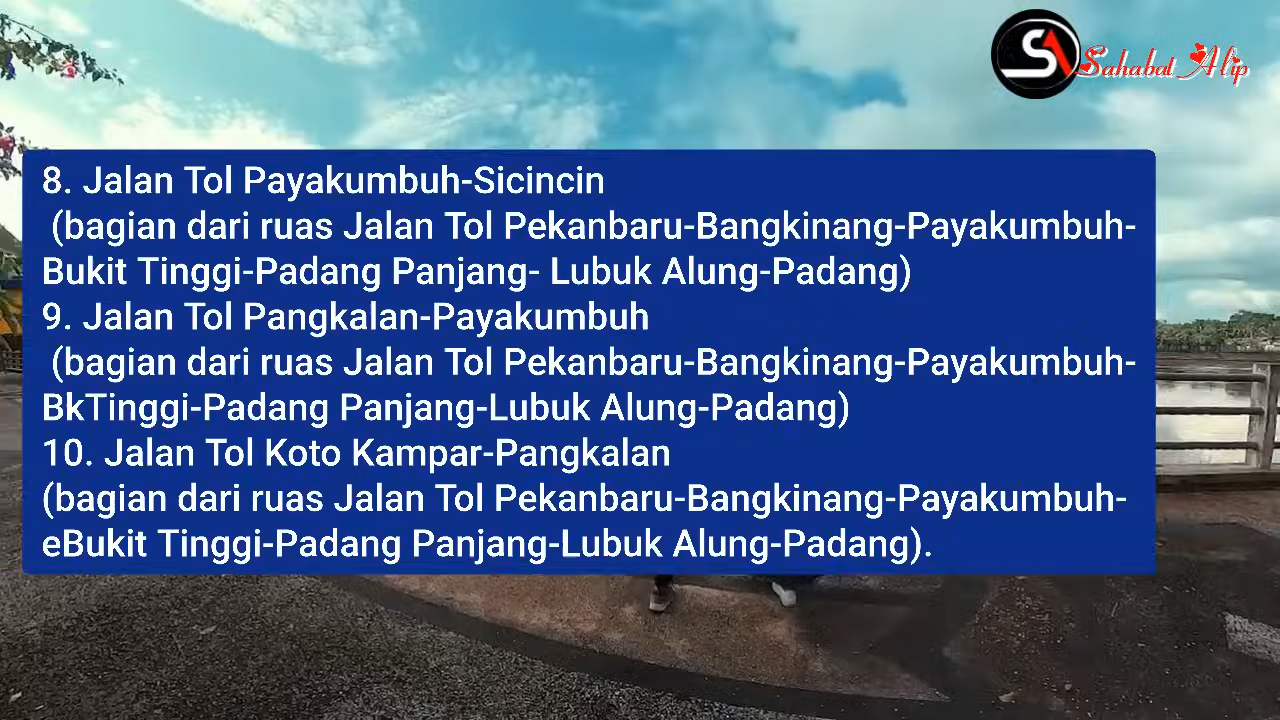 Sahabat Alip
8. Jalan Tol Payakumbuh-Sicincin
(bagian dari ruas Jalan Tol Pekanbaru-Bangkinang-Payakumbuh-
Bukit Tinggi-Padang Panjang- Lubuk Alung-Padang)
9. Jalan Tol Pangkalan-Payakumbuh
(bagian dari ruas Jalan Tol Pekanbaru-Bangkinang-Payakumbuh-
BkTinggi-Padang Panjang-Lubuk Alung-Padang)
10. Jalan Tol Koto Kampar-Pangkalan
(bagian dari ruas Jalan Tol Pekanbaru-Bangkinang-Payakumbuh-
eBukit Tinggi-Padang Panjang-Lubuk Alung-Padang).